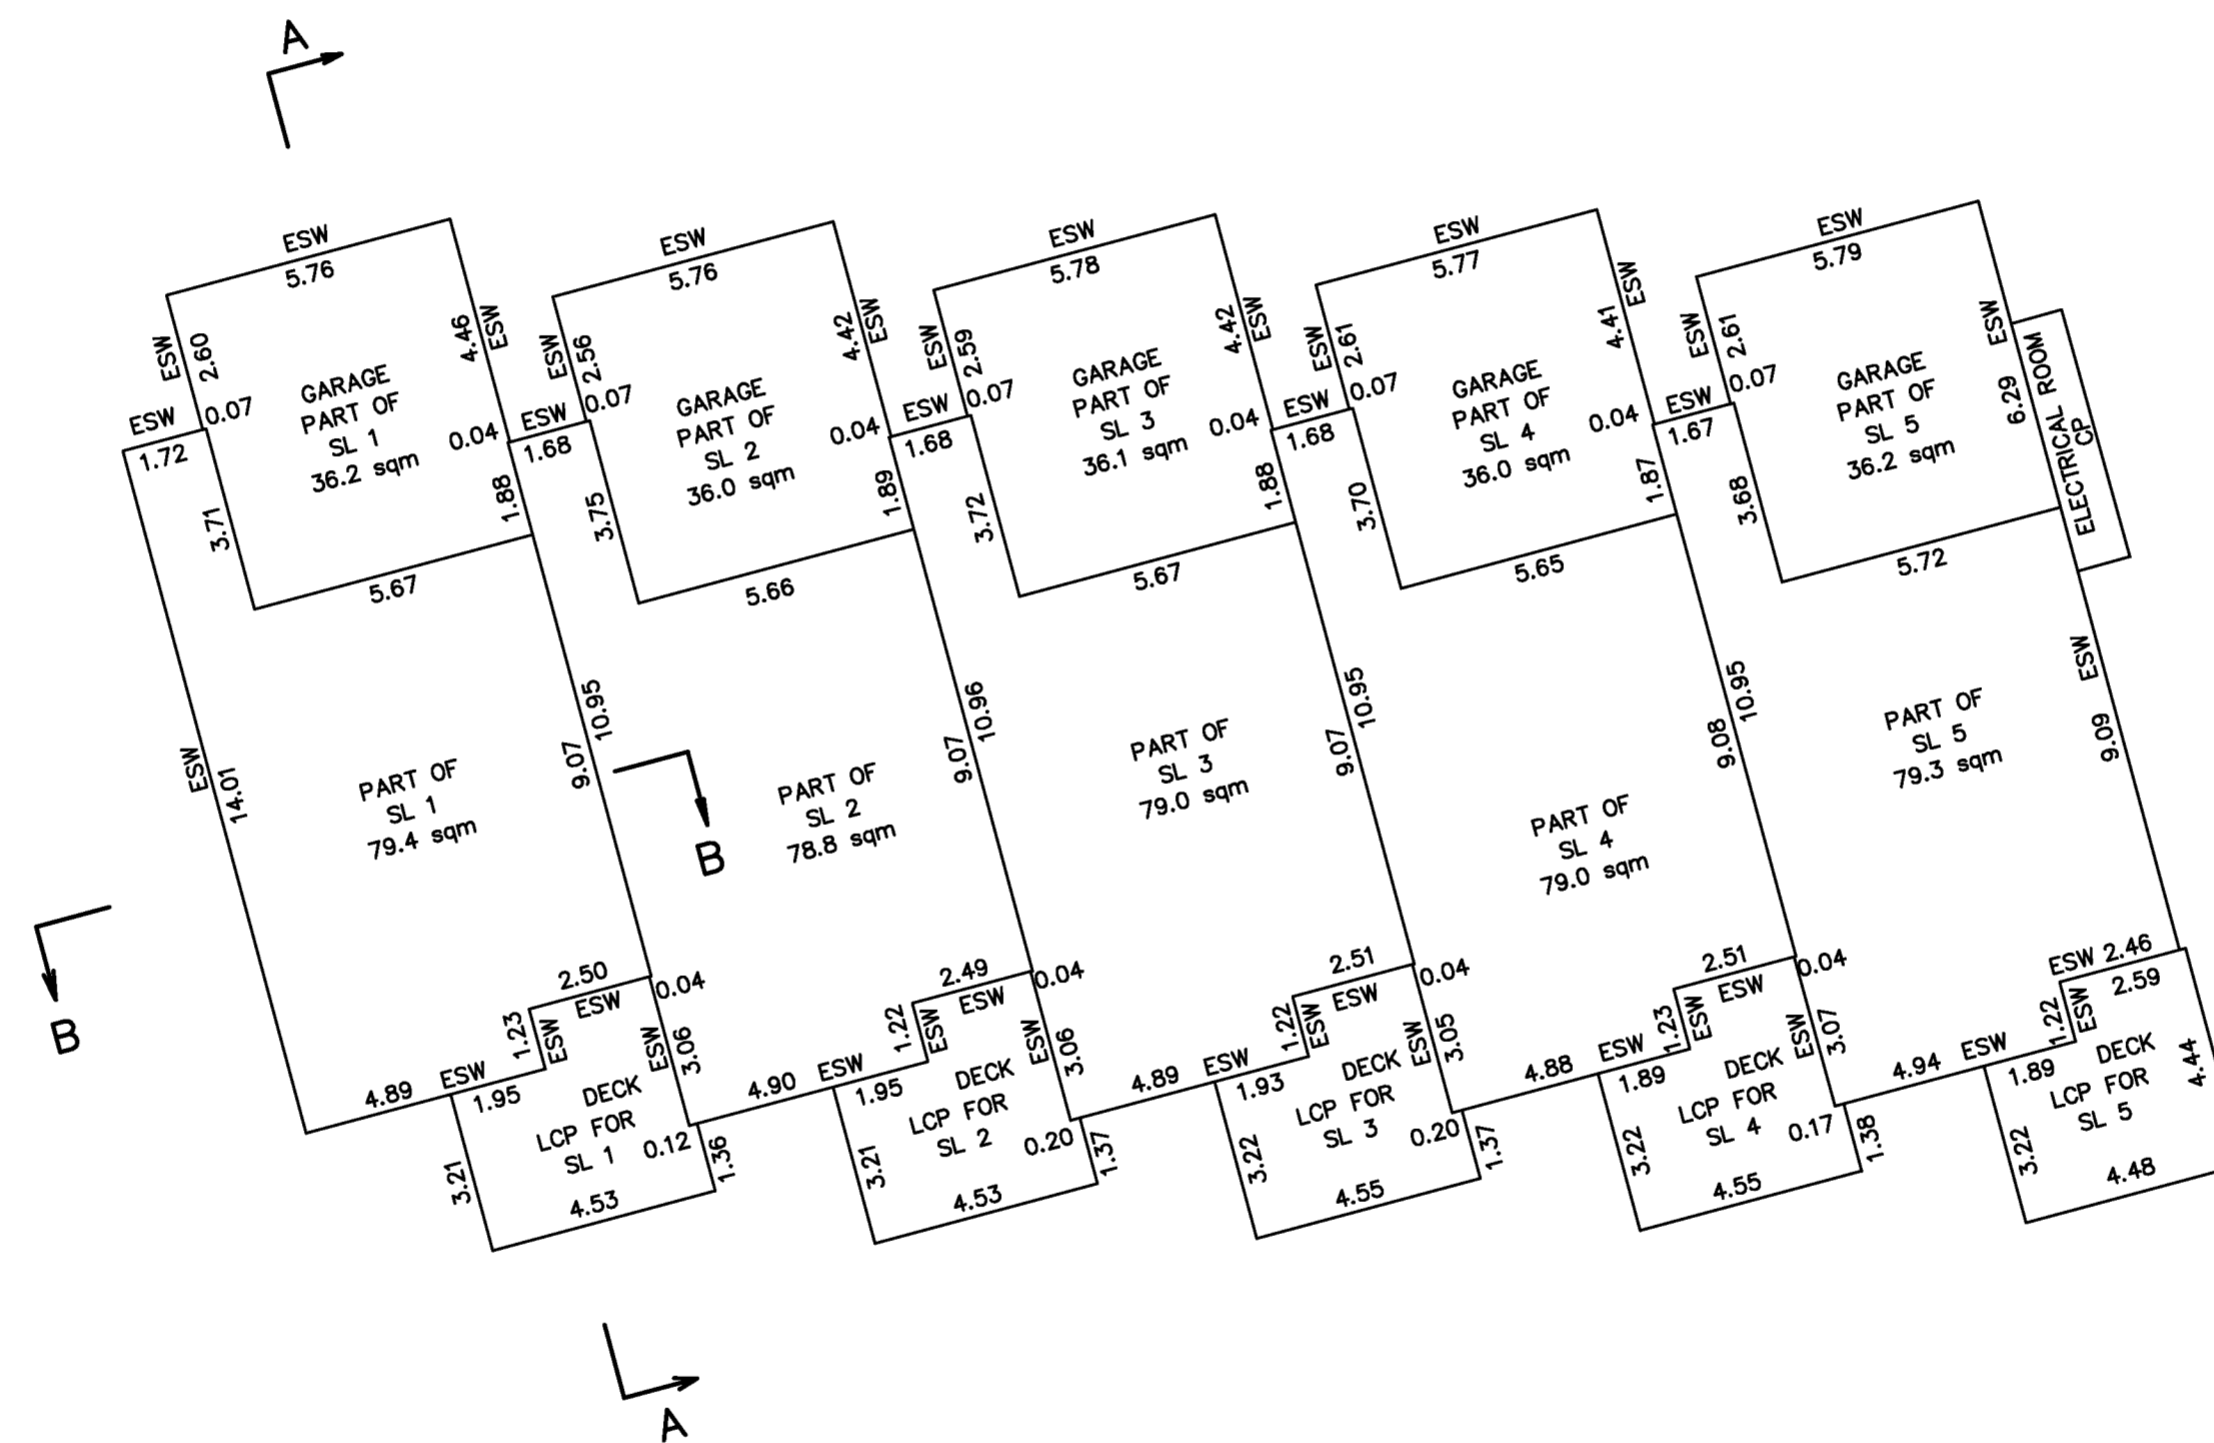 A
ESW
5.76
ESW
2.60
4.46
ESW
ESW
0.07
1.72
GARAGE
PART OF
SL 1
36.2 sqm
0.04
3.71
1.88
5.67
ESW
5.76
ESW
2.56
4.42
ESW
ESW
0.07
1.68
GARAGE
PART OF
SL 2
36.0 sqm
0.04
3.75
1.89
5.66
ESW
5.78
ESW
2.59
4.42
ESW
ESW
0.07
1.68
GARAGE
PART OF
SL 3
36.1 sqm
0.04
3.72
1.88
5.67
ESW
5.77
ESW
2.61
4.41
ESW
ESW
0.07
1.68
GARAGE
PART OF
SL 4
36.0 sqm
0.04
3.70
1.87
5.65
ESW
5.79
ESW
2.61
ESW
ESW
0.07
1.67
GARAGE
PART OF
SL 5
36.2 sqm
6.29
ELECTRICAL ROOM
CP
3.68
5.72
ESW
14.01
PART OF
SL 1
79.4 sqm
9.07
10.95
PART OF
SL 2
78.8 sqm
9.07
10.96
PART OF
SL 3
79.0 sqm
9.07
10.95
PART OF
SL 4
79.0 sqm
9.08
10.95
PART OF
SL 5
79.3 sqm
ESW
9.09
B
B
2.50
ESW
0.04
1.23
ESW
ESW
3.06
4.89
ESW
1.95
DECK
LCP FOR
SL 1
0.12
1.36
3.21
4.53
2.49
ESW
0.04
1.22
ESW
ESW
3.06
4.90
ESW
1.95
DECK
LCP FOR
SL 2
0.20
1.37
3.21
4.53
2.51
ESW
0.04
1.22
ESW
ESW
3.05
4.89
ESW
1.93
DECK
LCP FOR
SL 3
0.20
1.37
3.22
4.55
2.51
ESW
0.04
1.23
ESW
ESW
3.07
4.88
ESW
1.89
DECK
LCP FOR
SL 4
0.17
1.38
3.22
4.55
ESW 2.46
2.59
1.22
ESW
4.94
ESW
1.89
DECK
LCP FOR
SL 5
4.44
3.22
4.48
A